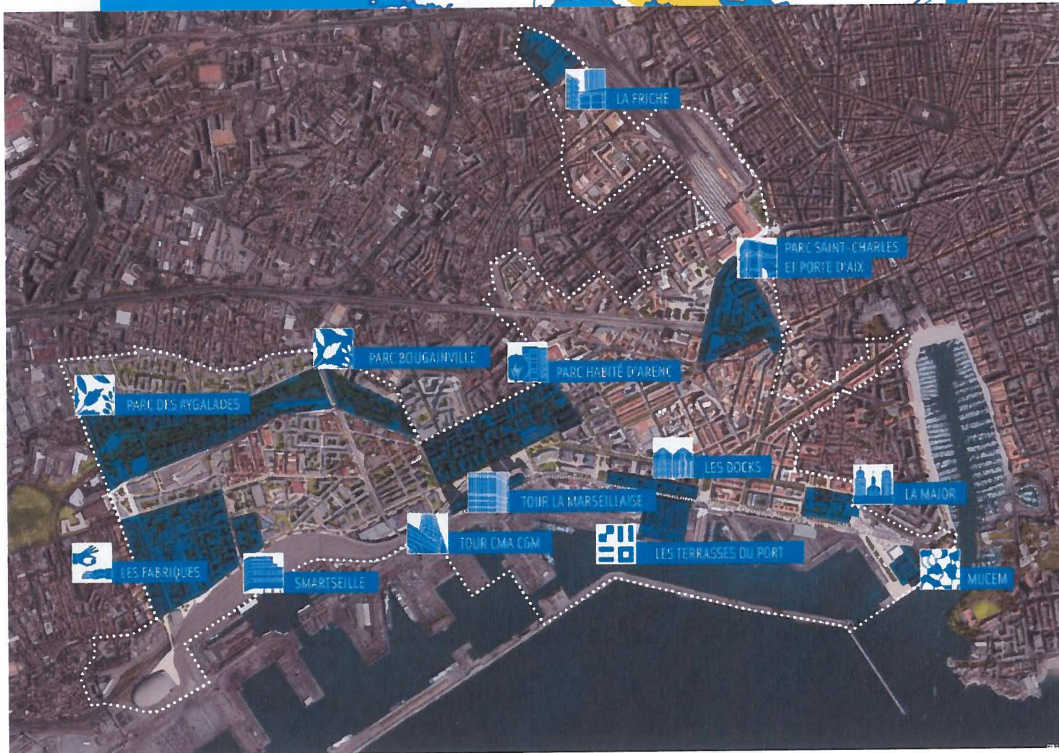 LA FRICHE
PARC SAINT-CHARLES
ET PORTE D'AIX
PARC BOUGAINVILLE
PARC HABITÉ D'ARENC
PARC DES AYGALADES
LES DOCKS
LA MAJOR
TOUR LA MARSEILLAISE
TOUR CMA CGM
LES TERRASSES DU PORT
LES FABRIQUES
SMARTSEILLE
MUCEM